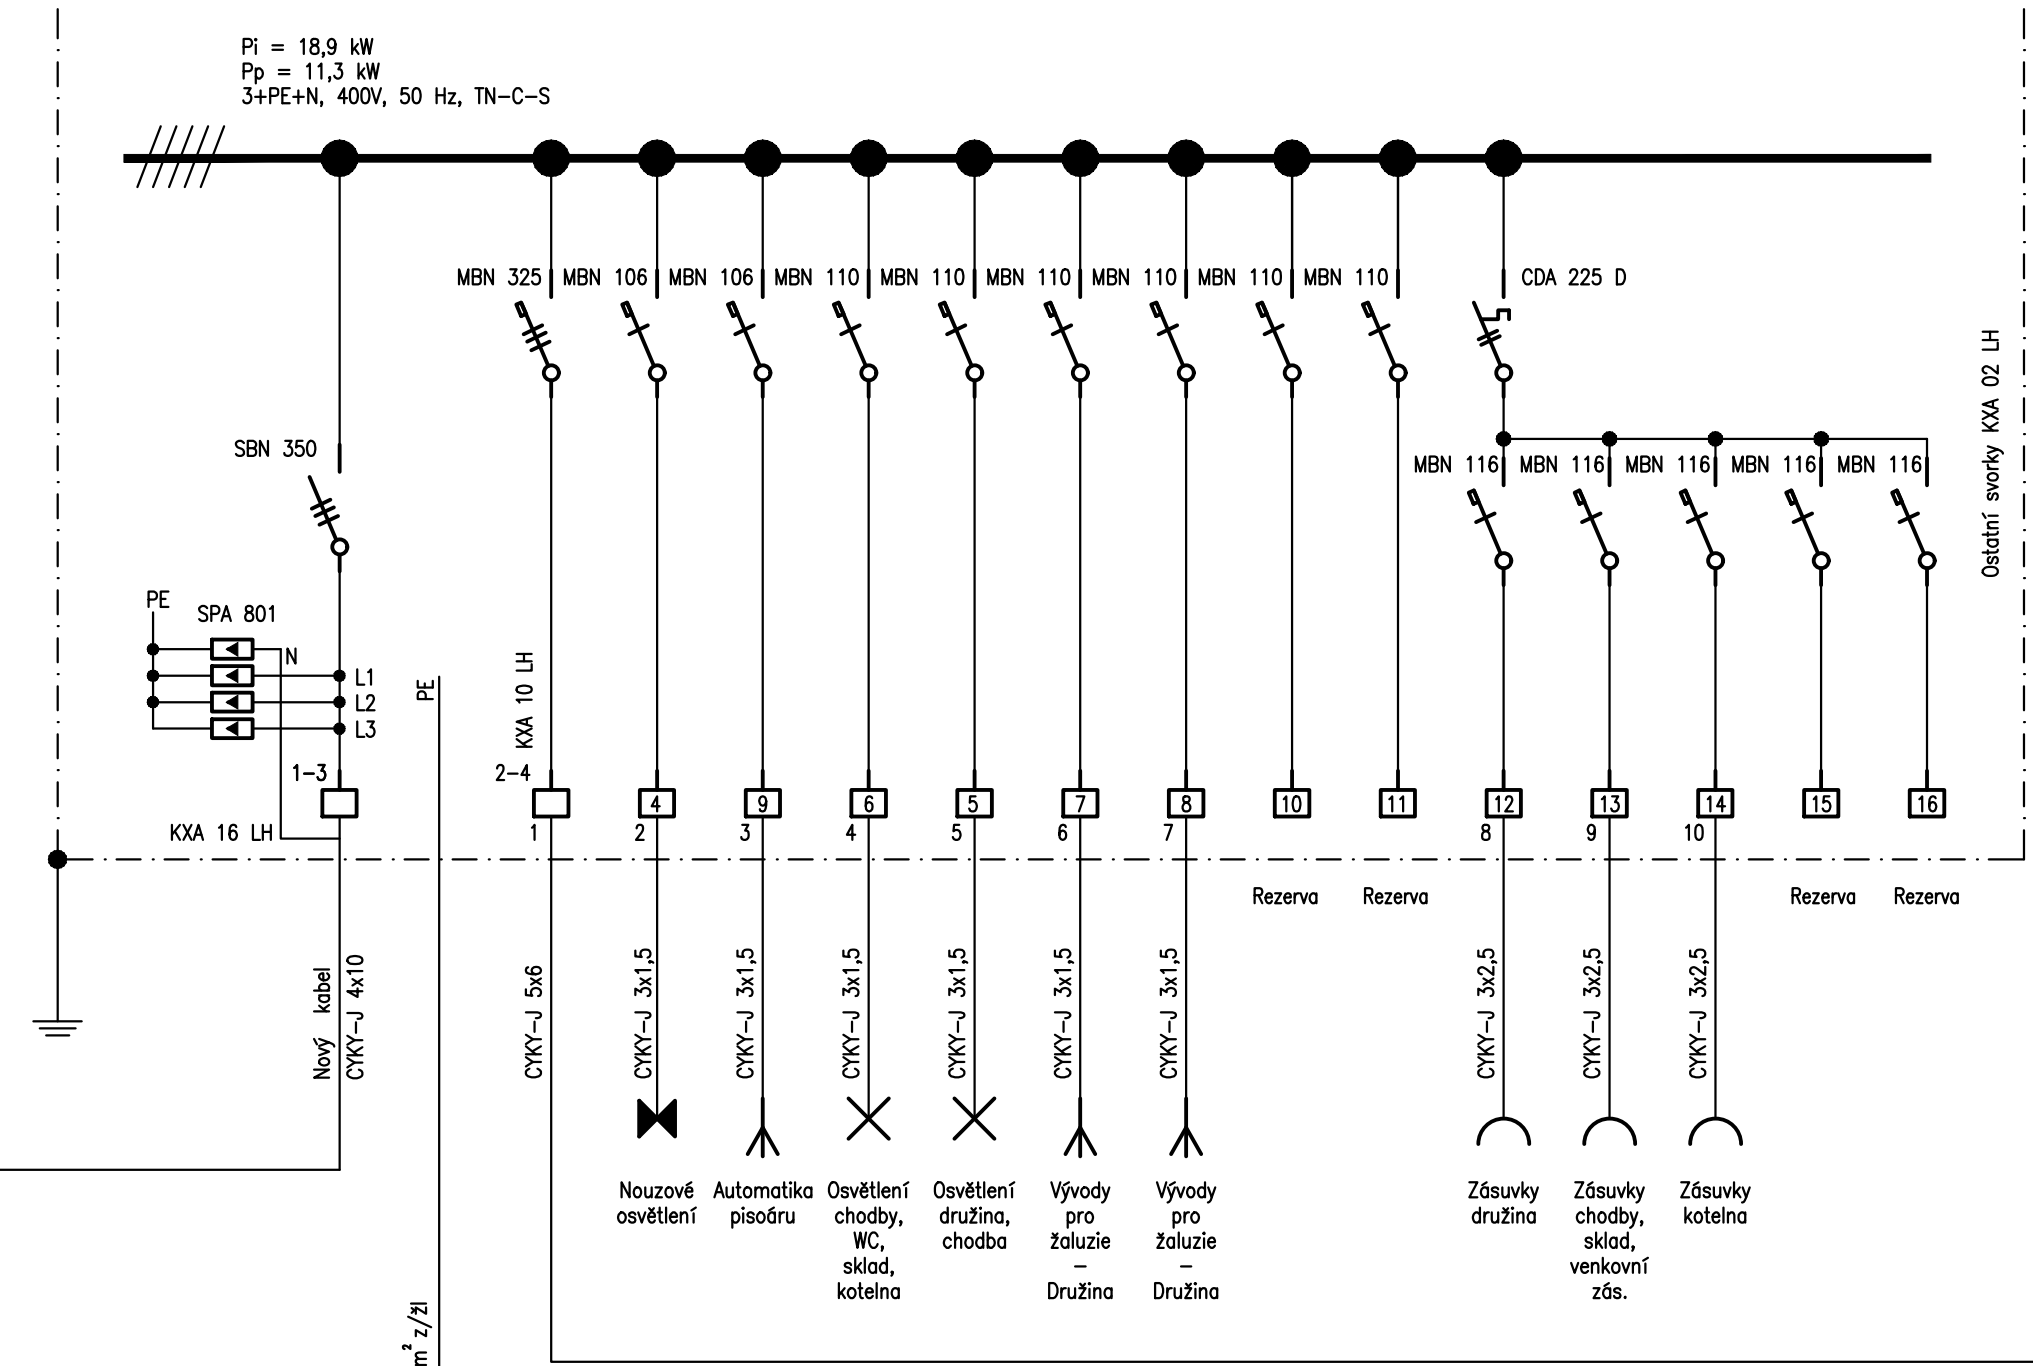 Pi = 18,9 kW
Pp = 11,3 kW
3+PE+N, 400V, 50 Hz, TN-C-S
MBN 325
MBN 106
MBN 106
MBN 110
MBN 110
MBN 110
MBN 110
MBN 110
MBN 110
CDA 225 D
Ostatní svorky KXA 02 LH
SBN 350
MBN 116
MBN 116
MBN 116
MBN 116
MBN 116
PE
SPA 801
N
L1
L2
L3
PE
KXA 10 LH
1-3
2-4
4
9
6
5
7
8
10
11
12
13
14
15
16
KXA 16 LH
1
2
3
4
5
6
7
8
9
10
Rezerva
Rezerva
Rezerva
Rezerva
Nový kabel
CYKY-J 4x10
CYKY-J 5x6
CYKY-J 3x1,5
CYKY-J 3x1,5
CYKY-J 3x1,5
CYKY-J 3x1,5
CYKY-J 3x1,5
CYKY-J 3x1,5
CYKY-J 3x2,5
CYKY-J 3x2,5
CYKY-J 3x2,5
Nouzové
osvětlení
Automatika
pisoáru
Osvětlení
chodby,
WC,
sklad,
kotelna
Osvětlení
družina,
chodba
Vývody
pro
žaluzie
–
Družina
Vývody
pro
žaluzie
–
Družina
Zásuvky
družina
Zásuvky
chodby,
sklad,
venkovní
zás.
Zásuvky
kotelna
m² z/žl